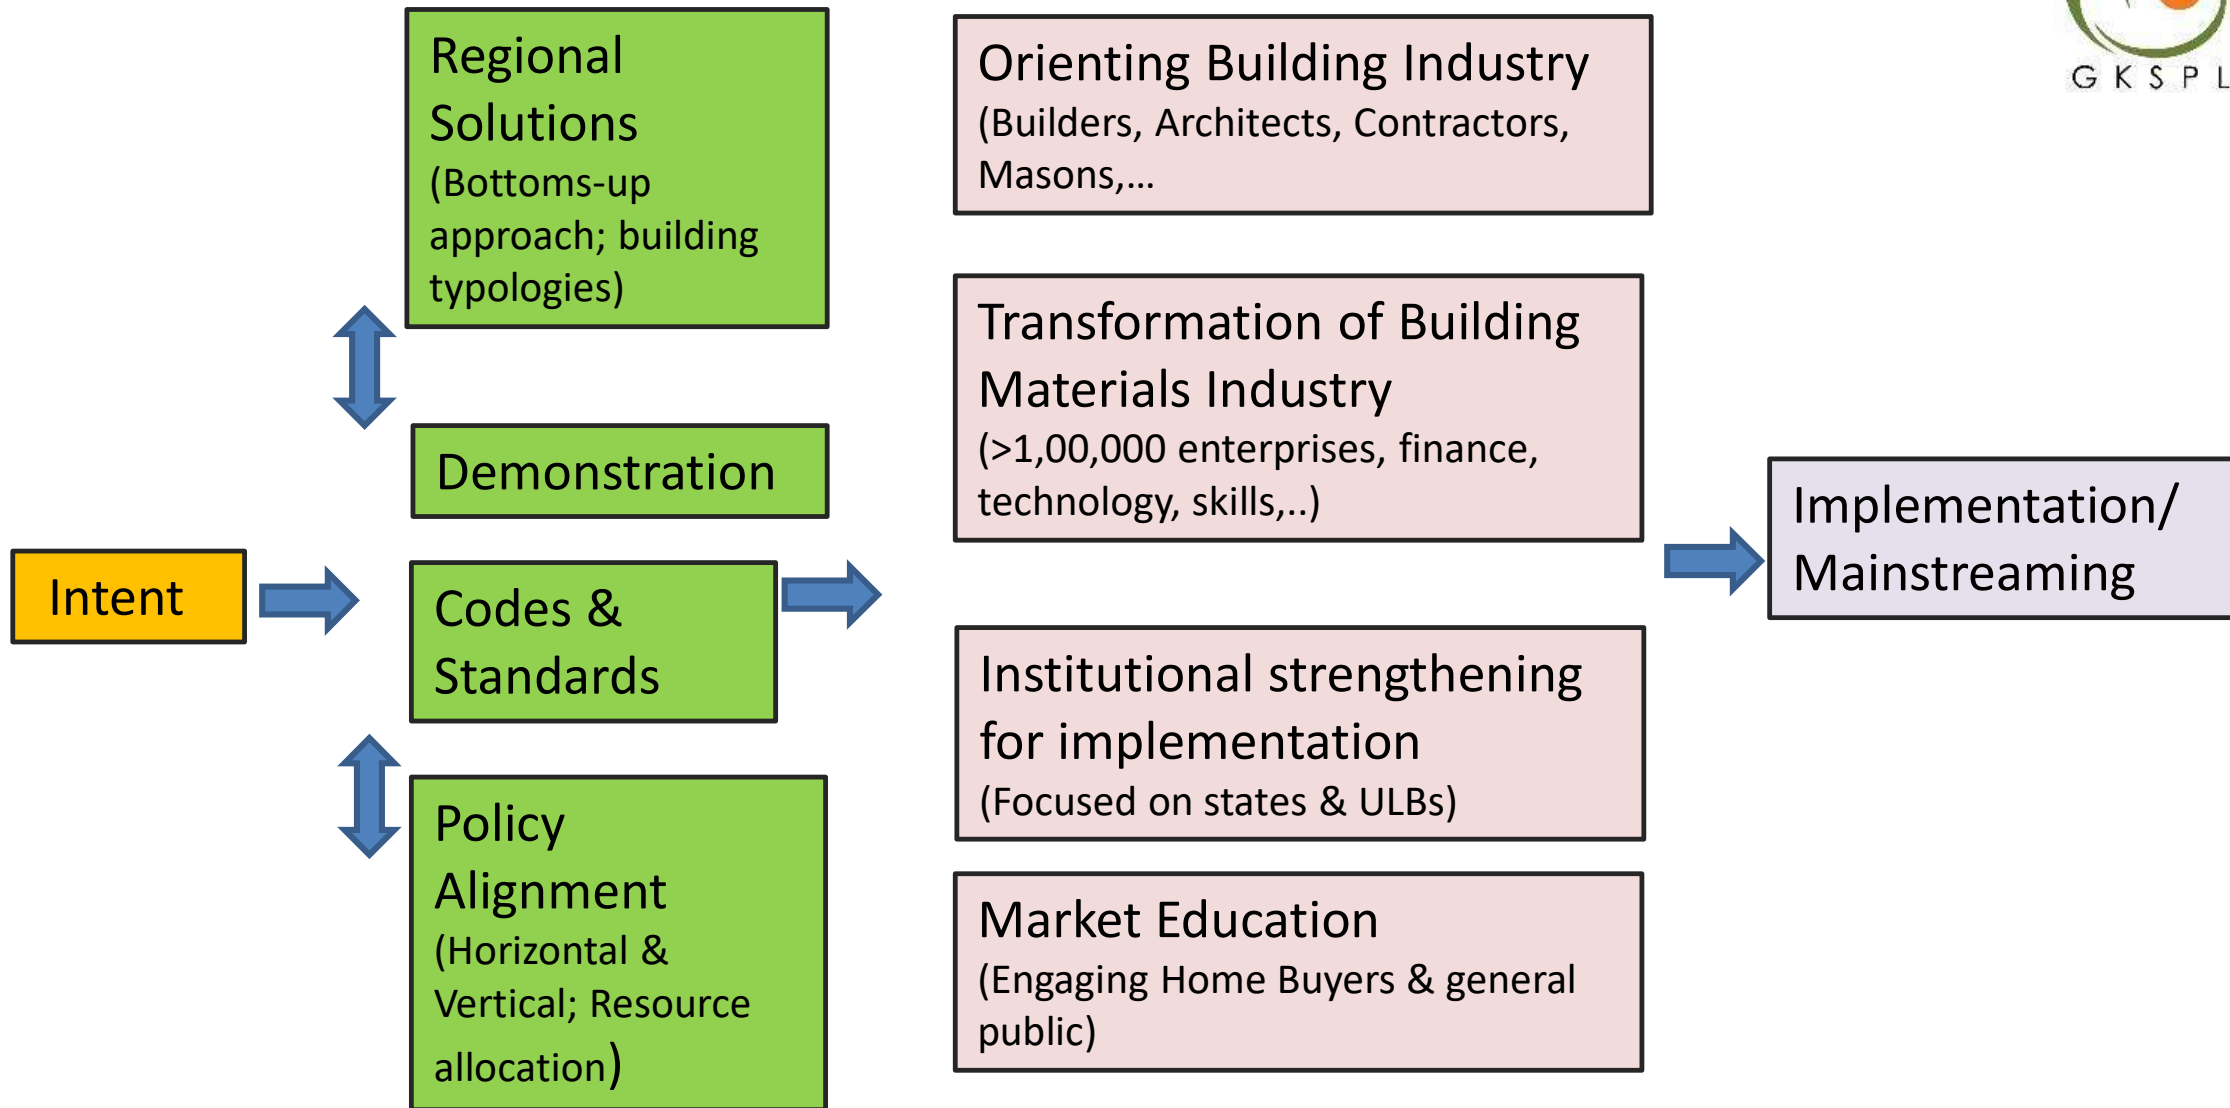 Intent
Regional
Solutions
(Bottoms-up
approach; building
typologies)
Demonstration
Codes &
Standards
Policy
Alignment
(Horizontal &
Vertical; Resource
allocation)
Orienting Building Industry
(Builders, Architects, Contractors,
Masons,...
Transformation of Building
Materials Industry
(>1,00,000 enterprises, finance,
technology, skills,..)
Institutional strengthening
for implementation
(Focused on states & ULBs)
Market Education
(Engaging Home Buyers & general
public)
Implementation/
Mainstreaming
GKSPL